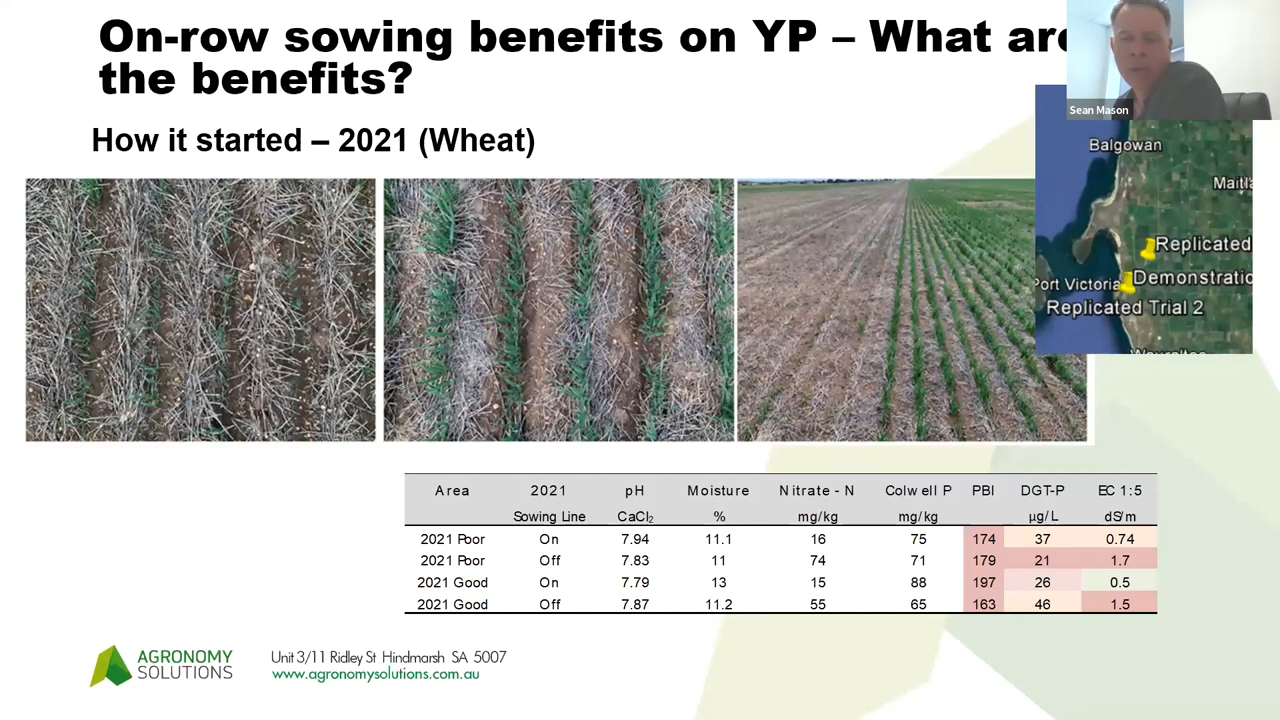 On-row sowing benefits on YP – What are
the benefits?
Sean Mason
How it started – 2021 (Wheat)
Balgowan
Replicated
Port Victoria
Demonstratio
Replicated Trial 2
Area 2021 pH Moisture Nitrate - N Colwell P PBI DGT-P EC 1:5
Sowing Line CaCl₂ % mg/kg mg/kg µg/L dS/m
2021 Poor On 7.94 11.1 16 75 174 37 0.74
2021 Poor Off 7.83 11 74 71 179 21 1.7
2021 Good On 7.79 13 15 88 197 26 0.5
2021 Good Off 7.87 11.2 55 65 163 46 1.5
AGRONOMY
SOLUTIONS
Unit 3/11 Ridley St Hindmarsh SA 5007
www.agronomysolutions.com.au